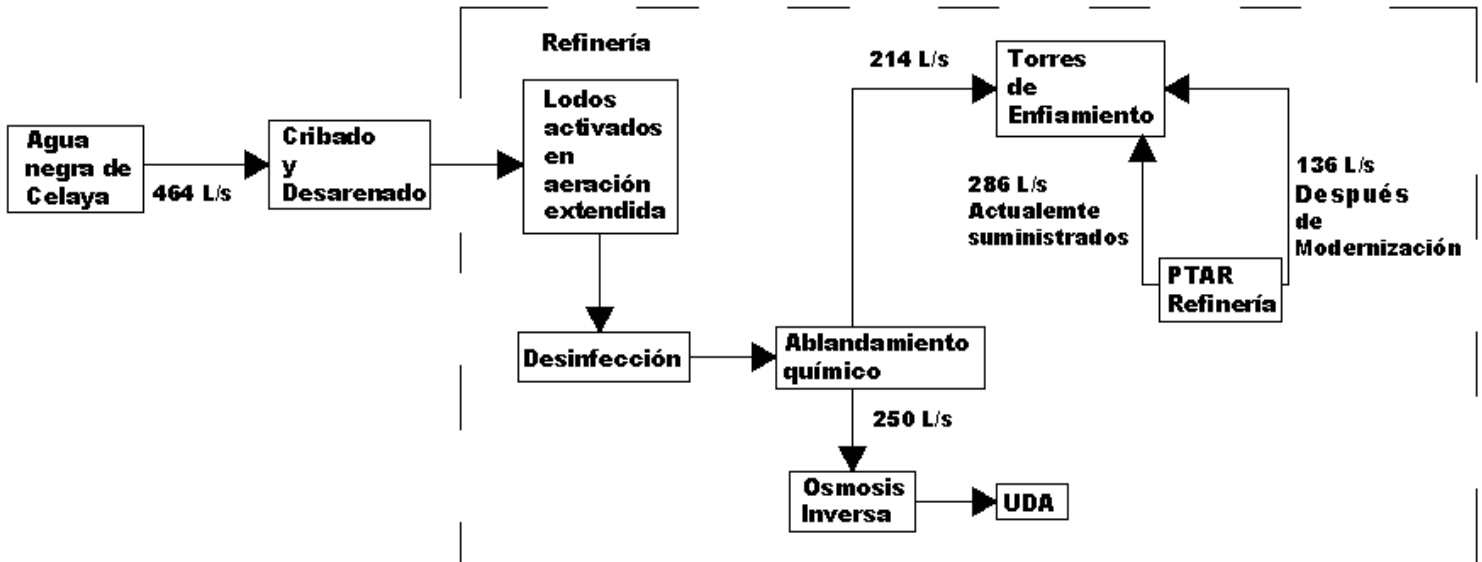 Refinería
Agua
negra de
Celaya
464 L/s
Cribado
y
Desarenado
Lodos
activados
en
aeración
extendida
Desinfección
Ablandamiento
químico
214 L/s
250 L/s
Osmosis
Inversa
UDA
Torres
de
Enfiamiento
286 L/s
Actualemte
suministrados
136 L/s
Después
de
Modernización
PTAR
Refinería